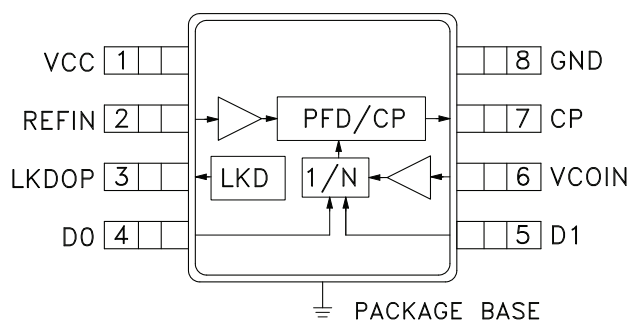 VCC 1 8 GND
REFIN 2 PFD/CP 7 CP
LKDOP 3 LKD 1/N 6 VCOIN
D0 4 5 D1
PACKAGE BASE